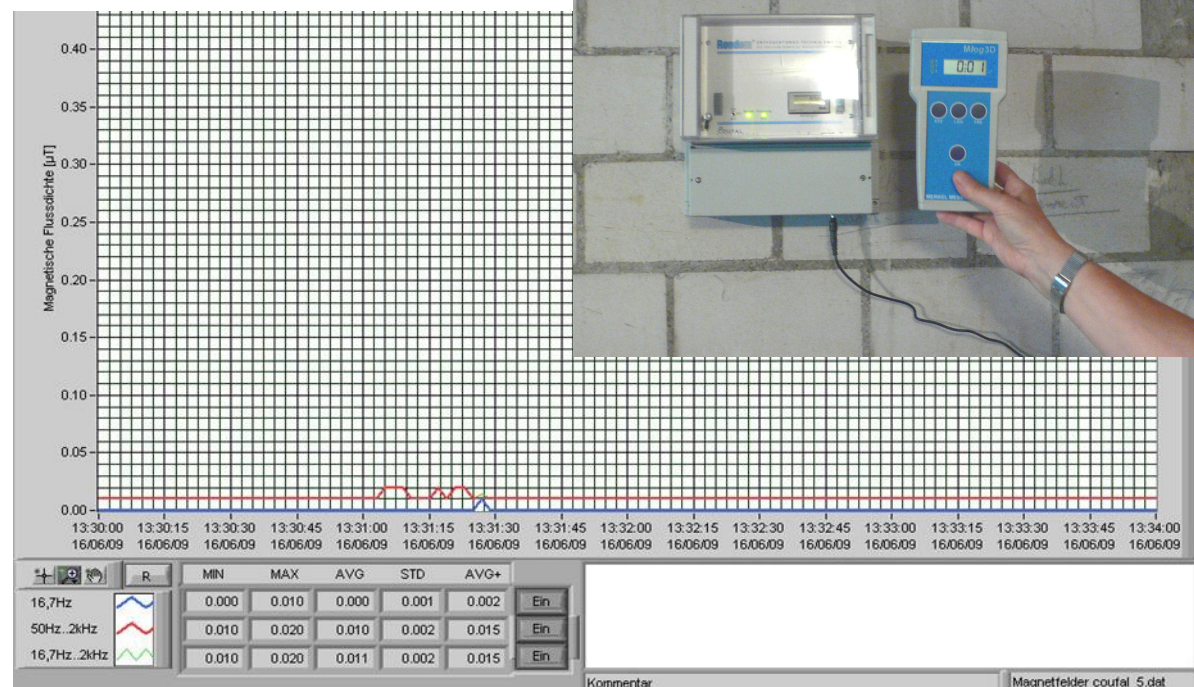 Magnetische Flussdichte [µT]
0.40
0.35
0.30
0.25
0.20
0.15
0.10
0.05
0.00
13:30:00 13:30:15 13:30:30 13:30:45 13:31:00 13:31:15 13:31:30 13:31:45 13:32:00 13:32:15 13:32:30 13:32:45 13:33:00 13:33:15 13:33:30 13:33:45 13:34:00
16/06/09 16/06/09 16/06/09 16/06/09 16/06/09 16/06/09 16/06/09 16/06/09 16/06/09 16/06/09 16/06/09 16/06/09 16/06/09 16/06/09 16/06/09 16/06/09 16/06/09
Mlog3D
0:01
MERKEL
R MIN MAX AVG STD AVG+
16,7Hz 0.000 0.010 0.000 0.001 0.002 Ein
50Hz..2kHz 0.010 0.020 0.010 0.002 0.015 Ein
16,7Hz..2kHz 0.010 0.020 0.011 0.002 0.015 Ein
Kommentar
Magnetfelder coufal_5.dat